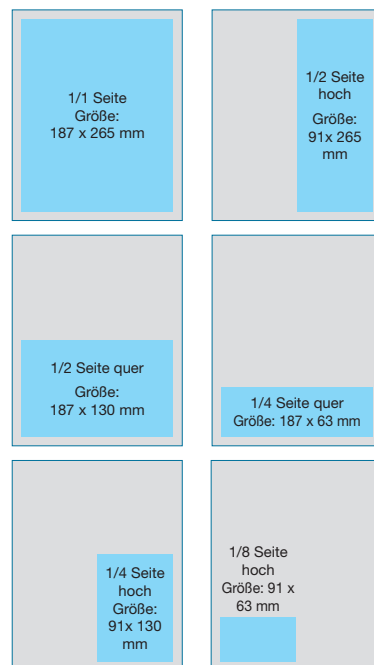 1/1 Seite
Größe:
187 x 265 mm
1/2 Seite
hoch
Größe:
91x 265
mm
1/2 Seite quer
Größe:
187 x 130 mm
1/4 Seite quer
Größe: 187 x 63 mm
1/4 Seite
hoch
Größe:
91x 130
mm
1/8 Seite
hoch
Größe: 91 x
63 mm